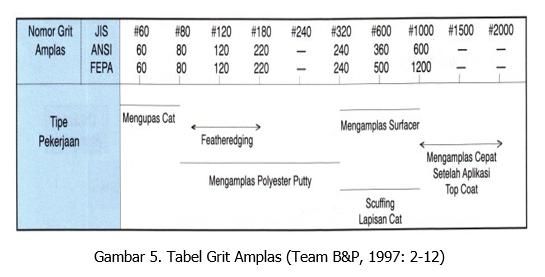 Nomor Grit JIS #60 #80 #120 #180 #240 #320 #600 #1000 #1500 #2000
Amplas ANSI 60 80 120 220 — 240 360 600 — —
FEPA 60 80 120 220 — 240 500 1200 — —
Tipe
Pekerjaan
Mengupas Cat
Featheredging
Mengamplas Surfacer
Mengamplas Polyester Putty
Mengamplas Cepat
Setelah Aplikasi
Top Coat
Scuffing
Lapisan Cat
Gambar 5. Tabel Grit Amplas (Team B&P, 1997: 2-12)